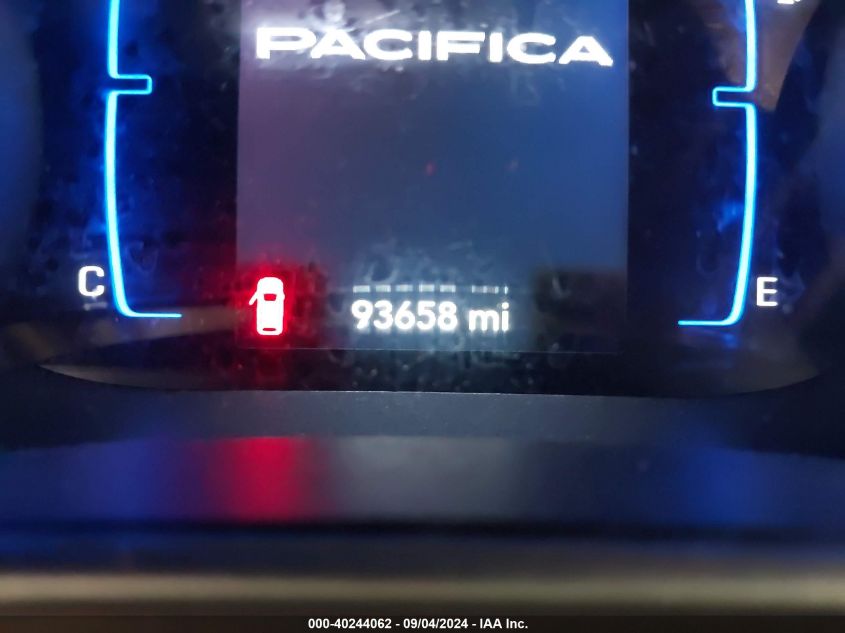 PACIFICA
C
E
93658 mi
000-40244062 - 09/04/2024 - IAA Inc.